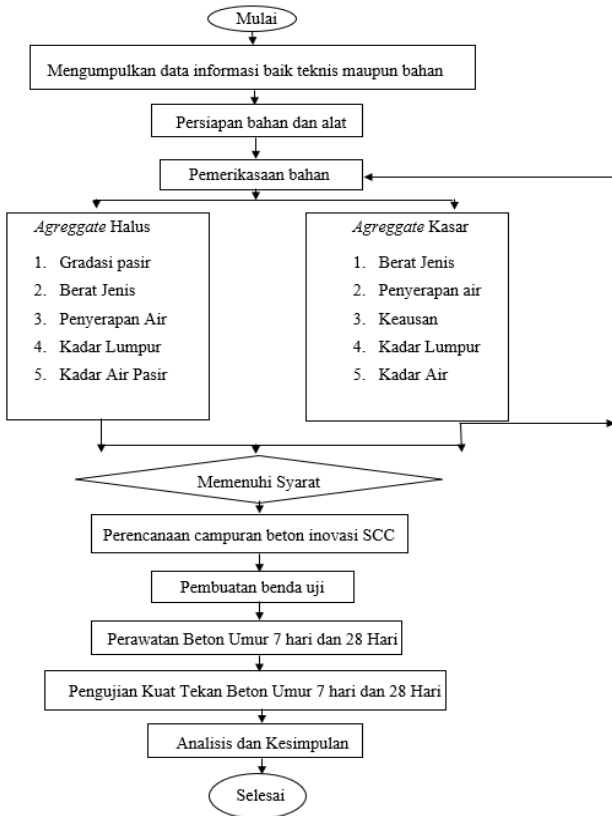 Mulai
Mengumpulkan data informasi baik teknis maupun bahan
Persiapan bahan dan alat
Pemerikasaan bahan
Agreggate Halus
1. Gradasi pasir
2. Berat Jenis
3. Penyerapan Air
4. Kadar Lumpur
5. Kadar Air Pasir
Agreggate Kasar
1. Berat Jenis
2. Penyerapan air
3. Keausan
4. Kadar Lumpur
5. Kadar Air
Memenuhi Syarat
Perencanaan campuran beton inovasi SCC
Pembuatan benda uji
Perawatan Beton Umur 7 hari dan 28 Hari
Pengujian Kuat Tekan Beton Umur 7 hari dan 28 Hari
Analisis dan Kesimpulan
Selesai